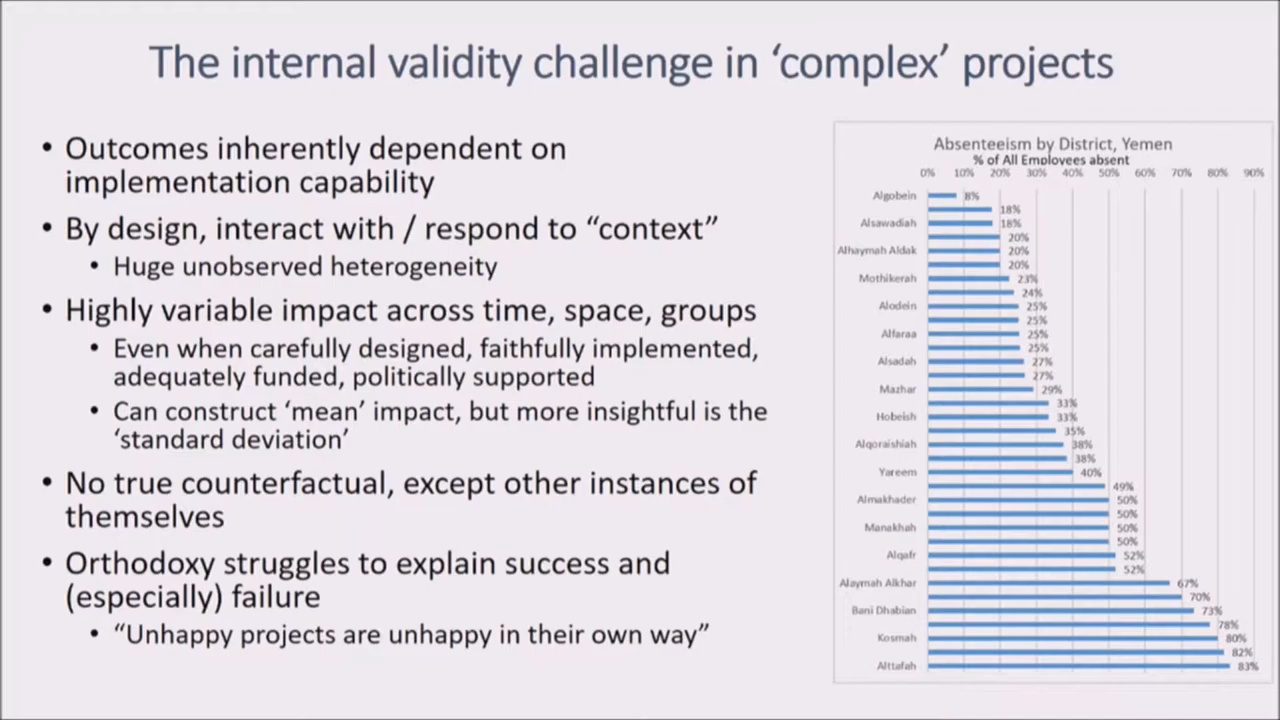 The internal validity challenge in ‘complex’ projects
• Outcomes inherently dependent on
implementation capability
• By design, interact with / respond to “context”
• Huge unobserved heterogeneity
• Highly variable impact across time, space, groups
• Even when carefully designed, faithfully implemented,
adequately funded, politically supported
• Can construct ‘mean’ impact, but more insightful is the
‘standard deviation’
• No true counterfactual, except other instances of
themselves
• Orthodoxy struggles to explain success and
(especially) failure
• “Unhappy projects are unhappy in their own way”
Absenteeism by District, Yemen
% of All Employees absent
0% 10% 20% 30% 40% 50% 60% 70% 80% 90%
Algobein 8%
18%
Alsawadiah 18%
20%
Alhaymah Aldak 20%
20%
Mothikerah 23%
24%
Alodein 25%
25%
Alfaraa 25%
25%
Alsadah 27%
27%
Mazhar 29%
33%
Hobeish 33%
35%
Alqoraishiah 38%
38%
Yareem 40%
49%
Almakhader 50%
50%
Manakhah 50%
50%
Alqafr 52%
52%
Alaymah Alkhar 67%
70%
Bani Dhabian 73%
78%
Kosmah 80%
82%
Alttafah 83%